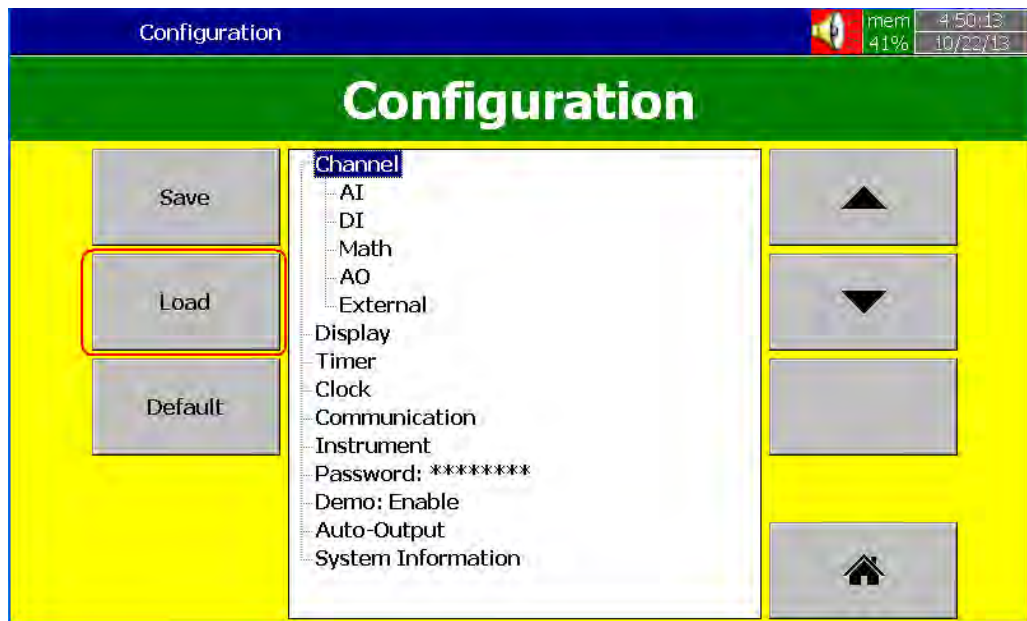 Configuration
mem 4:50:13
41% 10/22/13
Configuration
Save
Load
Default
Channel
AI
DI
Math
AO
External
Display
Timer
Clock
Communication
Instrument
Password: ********
Demo: Enable
Auto-Output
System Information